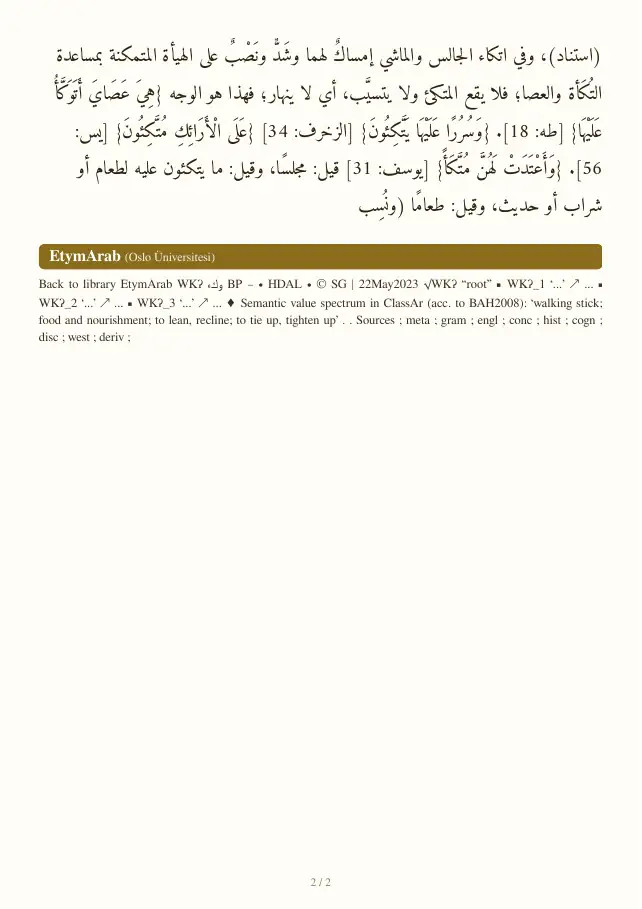 (استناد)، وفي اتكاء الجالس والماشي إمساكٌ لهما وشَدٌّ ونَصْبٌ على الهيأة المتمكنة بمساعدة
التُكَأة والعصا؛ فلا يقع المتكئ ولا يتسيَّب، أي لا ينهار؛ فهذا هو الوجه {هِيَ عَصَايَ أَتَوَكَّأُ
عَلَيْهَا} [طه: 18]. {وَسُرُرًا عَلَيْهَا يَتَّكِئُونَ} [الزخرف: 34] {عَلَى الْأَرَائِكِ مُتَّكِئُونَ} [يس:
56]. {وَأَعْتَدَتْ لَهُنَّ مُتَّكَأً} [يوسف: 31] قيل: مجلسًا، وقيل: ما يتكئون عليه لطعام أو
شراب أو حديث، وقيل: طعامًا (ونُسِب
EtymArab (Oslo Üniversitesi)
Back to library EtymArab WKʔ وك، BP – • HDAL • © SG | 22May2023 √WKʔ “root” ▪ WKʔ_1 ‘...’ ↗ ... ▪
WKʔ_2 ‘...’ ↗ ... ▪ WKʔ_3 ‘...’ ↗ ... ♦ Semantic value spectrum in ClassAr (acc. to BAH2008): ‘walking stick;
food and nourishment; to lean, recline; to tie up, tighten up’ . . Sources ; meta ; gram ; engl ; conc ; hist ; cogn ;
disc ; west ; deriv ;
2 / 2